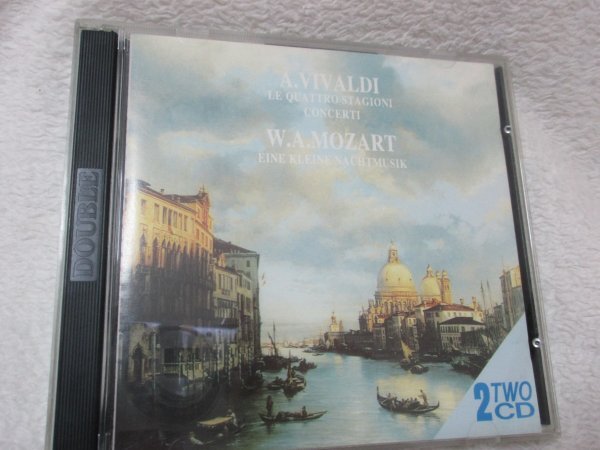 DOUBLE
A.VIVALDI
LE QUATTRO STAGIONI
CONCERTI
W.A.MOZART
EINE KLEINE NACHTMUSIK
2 TWO
CD